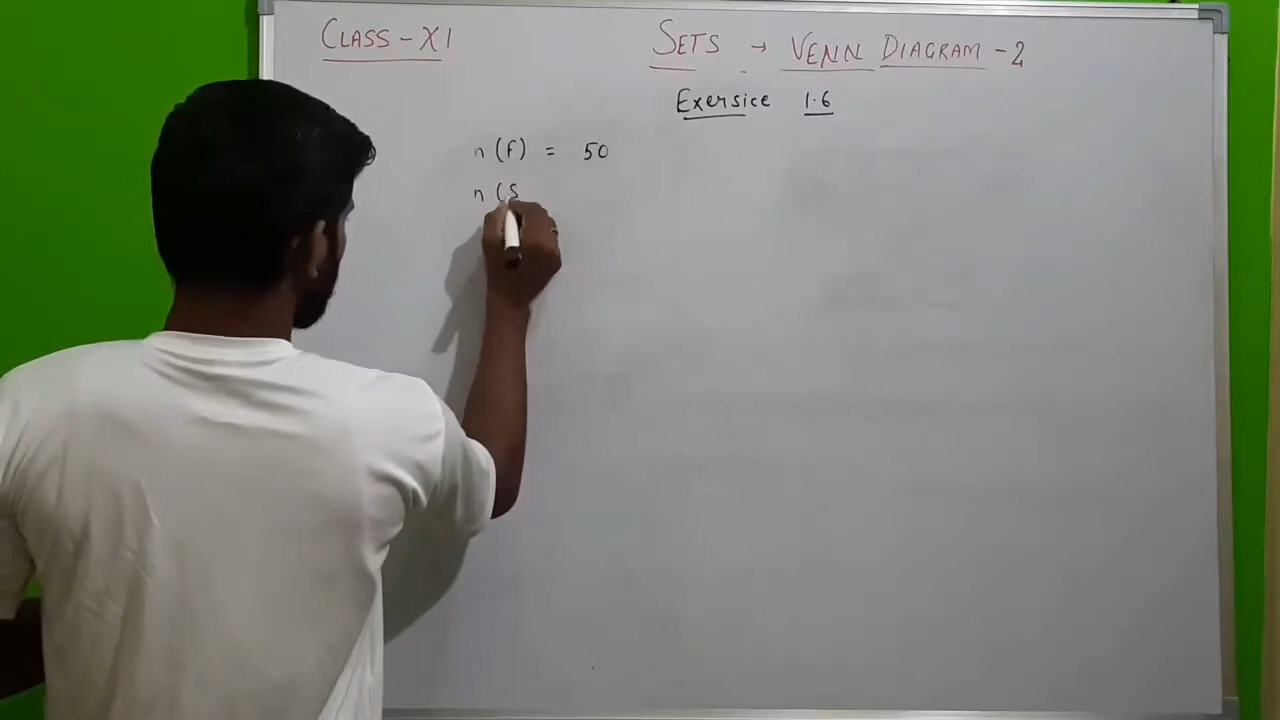 CLASS - XI
SETS → VENN DIAGRAM - 2
Exersice 1.6
n (F) = 50
n (S